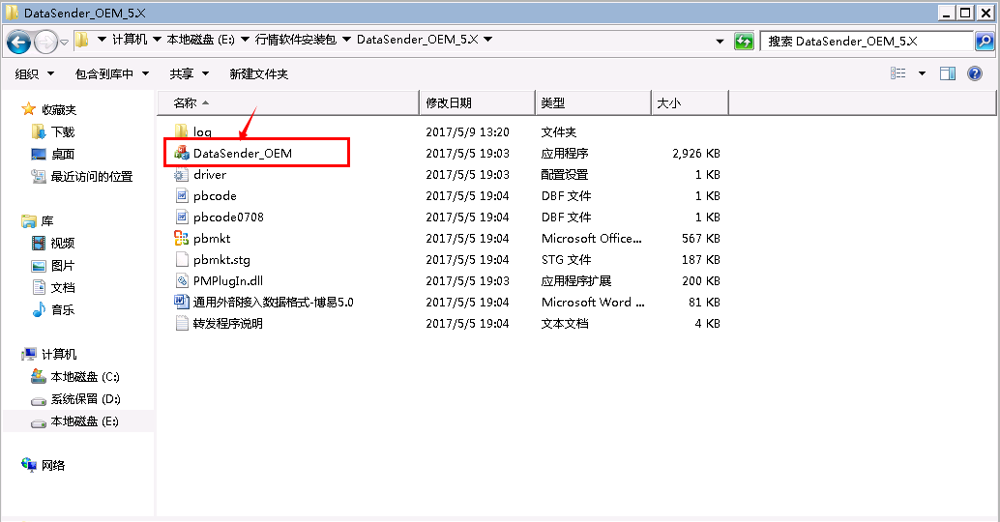 DataSender_OEM_5.X
计算机 本地磁盘 (E:) 行情软件安装包 DataSender_OEM_5.X 搜索 DataSender_OEM_5.X
组织 包含到库中 共享 新建文件夹
收藏夹
下载
桌面
最近访问的位置
库
视频
图片
文档
音乐
计算机
本地磁盘 (C:)
系统保留 (D:)
本地磁盘 (E:)
网络
名称 修改日期 类型 大小
log 2017/5/9 13:20 文件夹
DataSender_OEM 2017/5/5 19:03 应用程序 2,926 KB
driver 2017/5/5 19:03 配置设置 1 KB
pbcode 2017/5/5 19:04 DBF 文件 1 KB
pbcode0708 2017/5/5 19:04 DBF 文件 1 KB
pbmkt 2017/5/5 19:04 Microsoft Office... 567 KB
pbmkt.stg 2017/5/5 19:04 STG 文件 187 KB
PMPlugIn.dll 2017/5/5 19:03 应用程序扩展 200 KB
通用外部接入数据格式-博易5.0 2017/5/5 19:04 Microsoft Word ... 81 KB
转发程序说明 2017/5/5 19:04 文本文档 4 KB